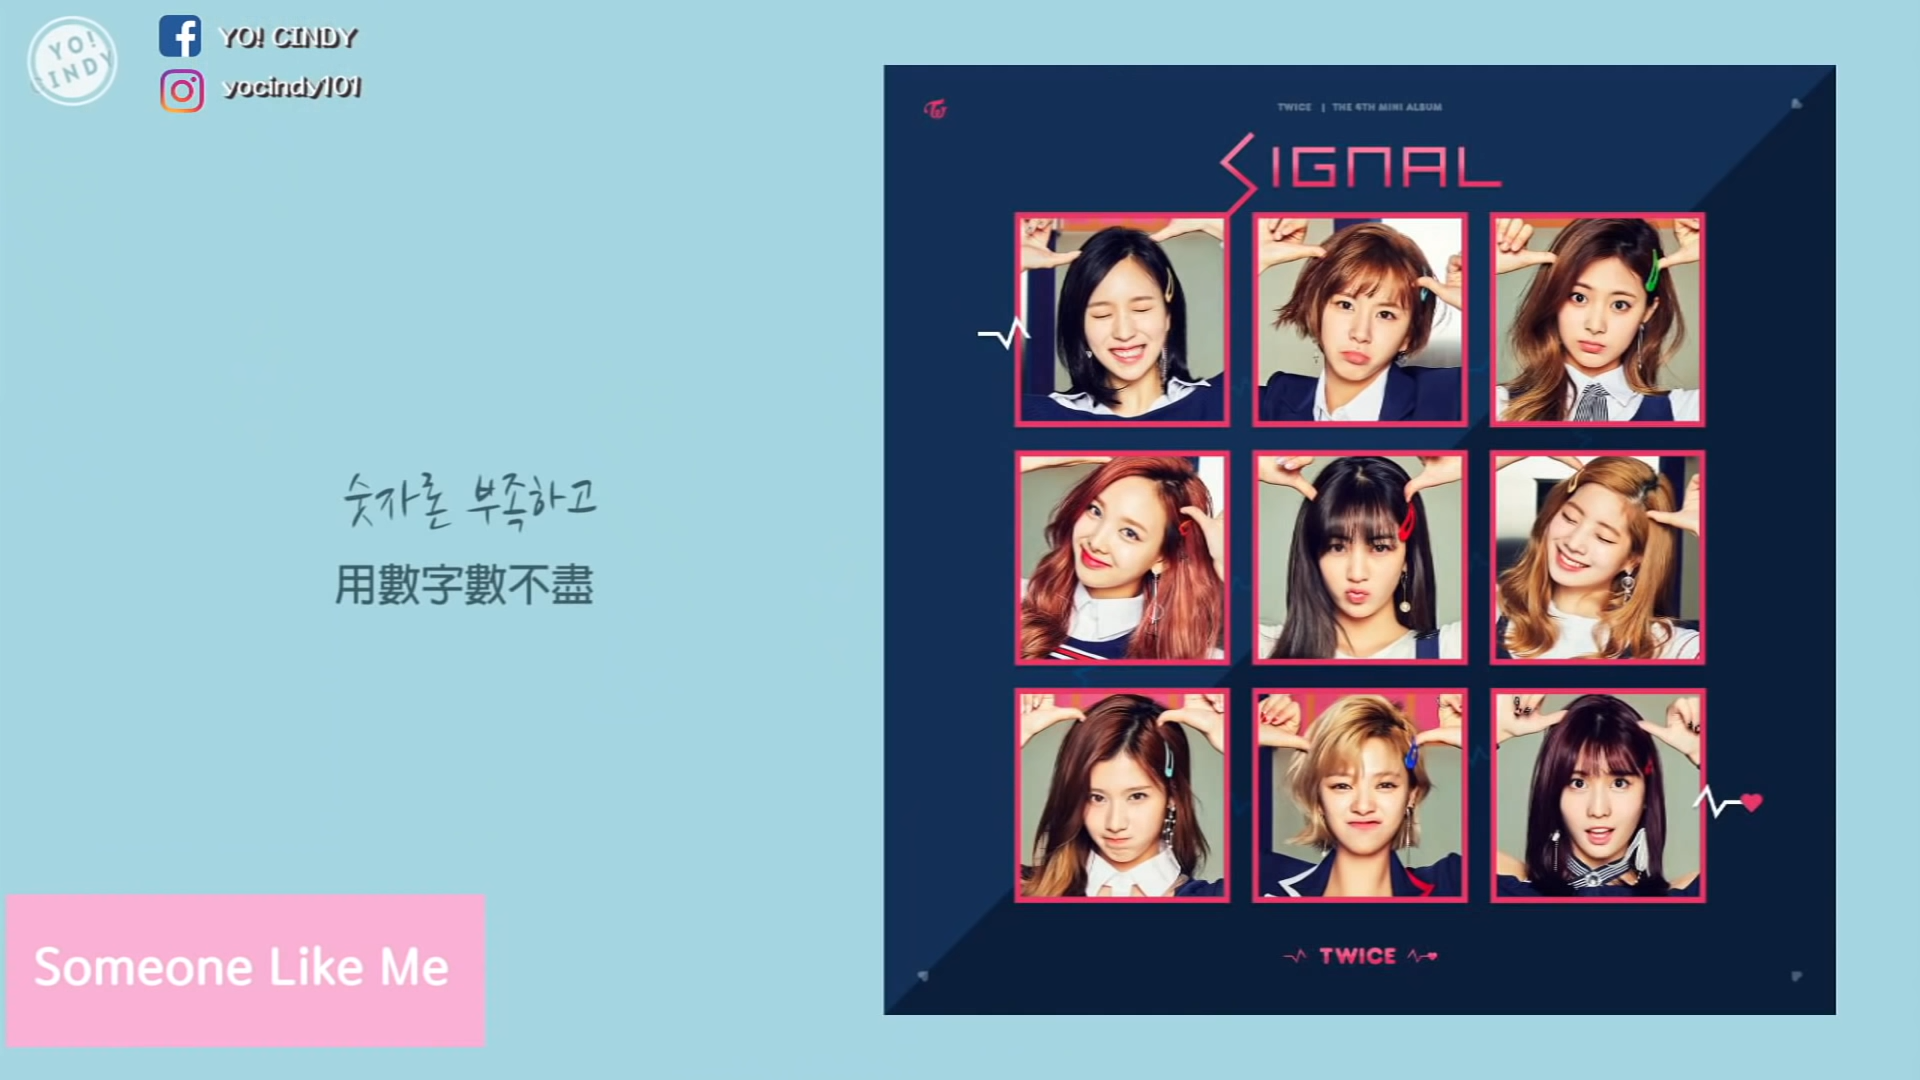 YO! CINDY
YO! CINDY
yocindy101
TWICE | THE 4TH MINI ALBUM
SIGNAL
숫자론 부족하고
用數字數不盡
TWICE
Someone Like Me